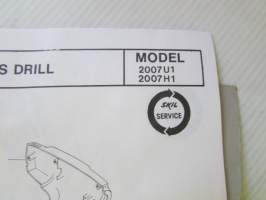 MODEL
S DRILL
2007U1
2007H1
SKIL
SERVICE